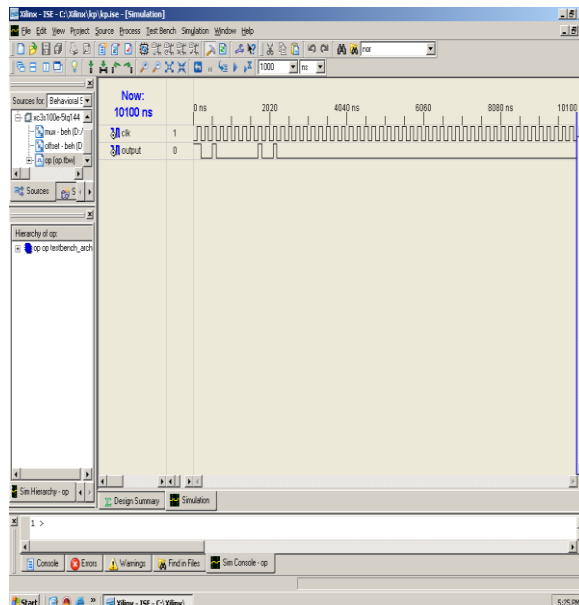 Xilinx - ISE - C:\Xilinx\kp\kp.ise - [Simulation]
File Edit View Project Source Process Test Bench Simulation Window Help
nor
1000 ns
Sources for: Behavioral S
xc3s100e-5tq144
mux - beh (D:/
offset - beh (D
op (op.tbw)
Sources
S
Hierarchy of op:
op op testbench_arch
Sim Hierarchy - op
Now:
10100 ns
0 ns 2020 4040 ns 6060 8080 ns 10100
clk 1
output 0
Design Summary Simulation
1 >
Console Errors Warnings Find in Files Sim Console - op
Start Xilinx - ISE - C:\Xilinx\ 5:25 PM